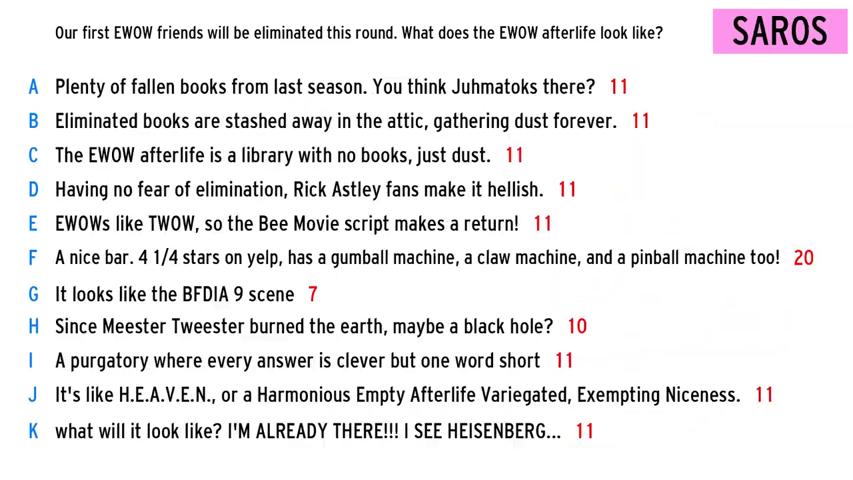 Our first EWOW friends will be eliminated this round. What does the EWOW afterlife look like?
SAROS
A Plenty of fallen books from last season. You think Juhmatoks there? 11
B Eliminated books are stashed away in the attic, gathering dust forever. 11
C The EWOW afterlife is a library with no books, just dust. 11
D Having no fear of elimination, Rick Astley fans make it hellish. 11
E EWOWs like TWOW, so the Bee Movie script makes a return! 11
F A nice bar. 4 1/4 stars on yelp, has a gumball machine, a claw machine, and a pinball machine too! 20
G It looks like the BFDIA 9 scene 7
H Since Meester Tweester burned the earth, maybe a black hole? 10
I A purgatory where every answer is clever but one word short 11
J It's like H.E.A.V.E.N., or a Harmonious Empty Afterlife Variegated, Exempting Niceness. 11
K what will it look like? I'M ALREADY THERE!!! I SEE HEISENBERG... 11